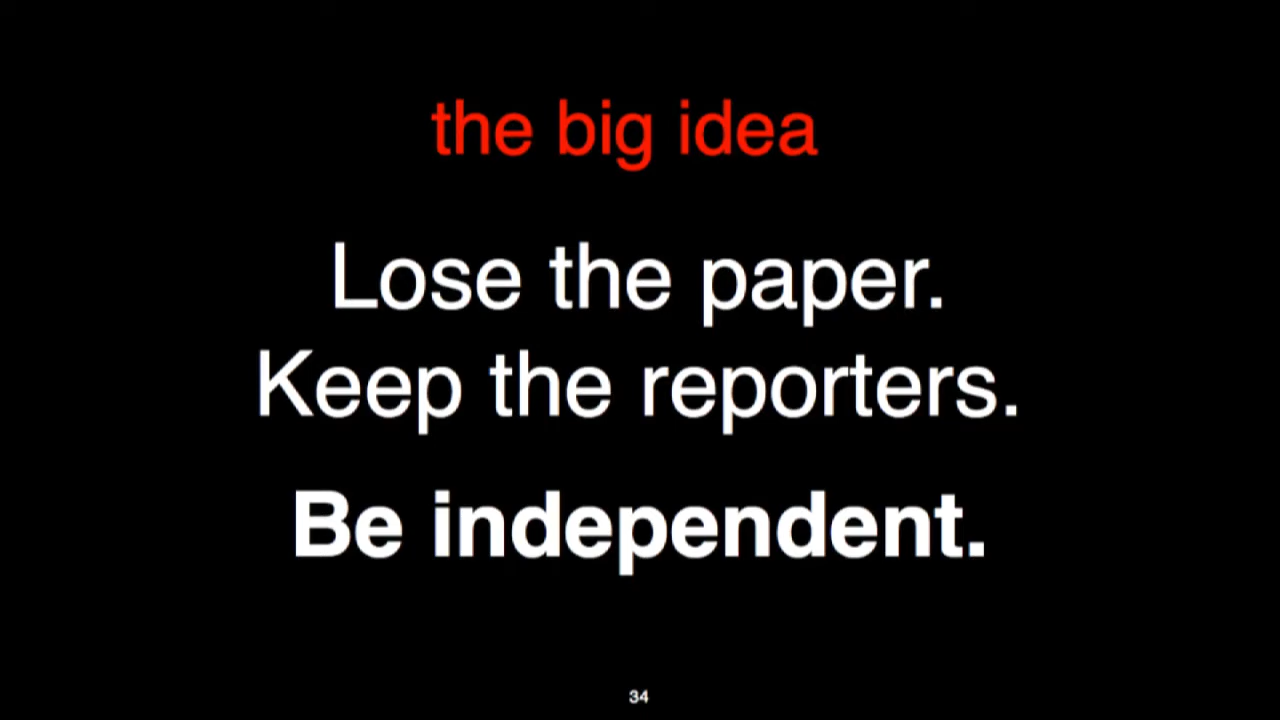 the big idea
Lose the paper.
Keep the reporters.
Be independent.
34